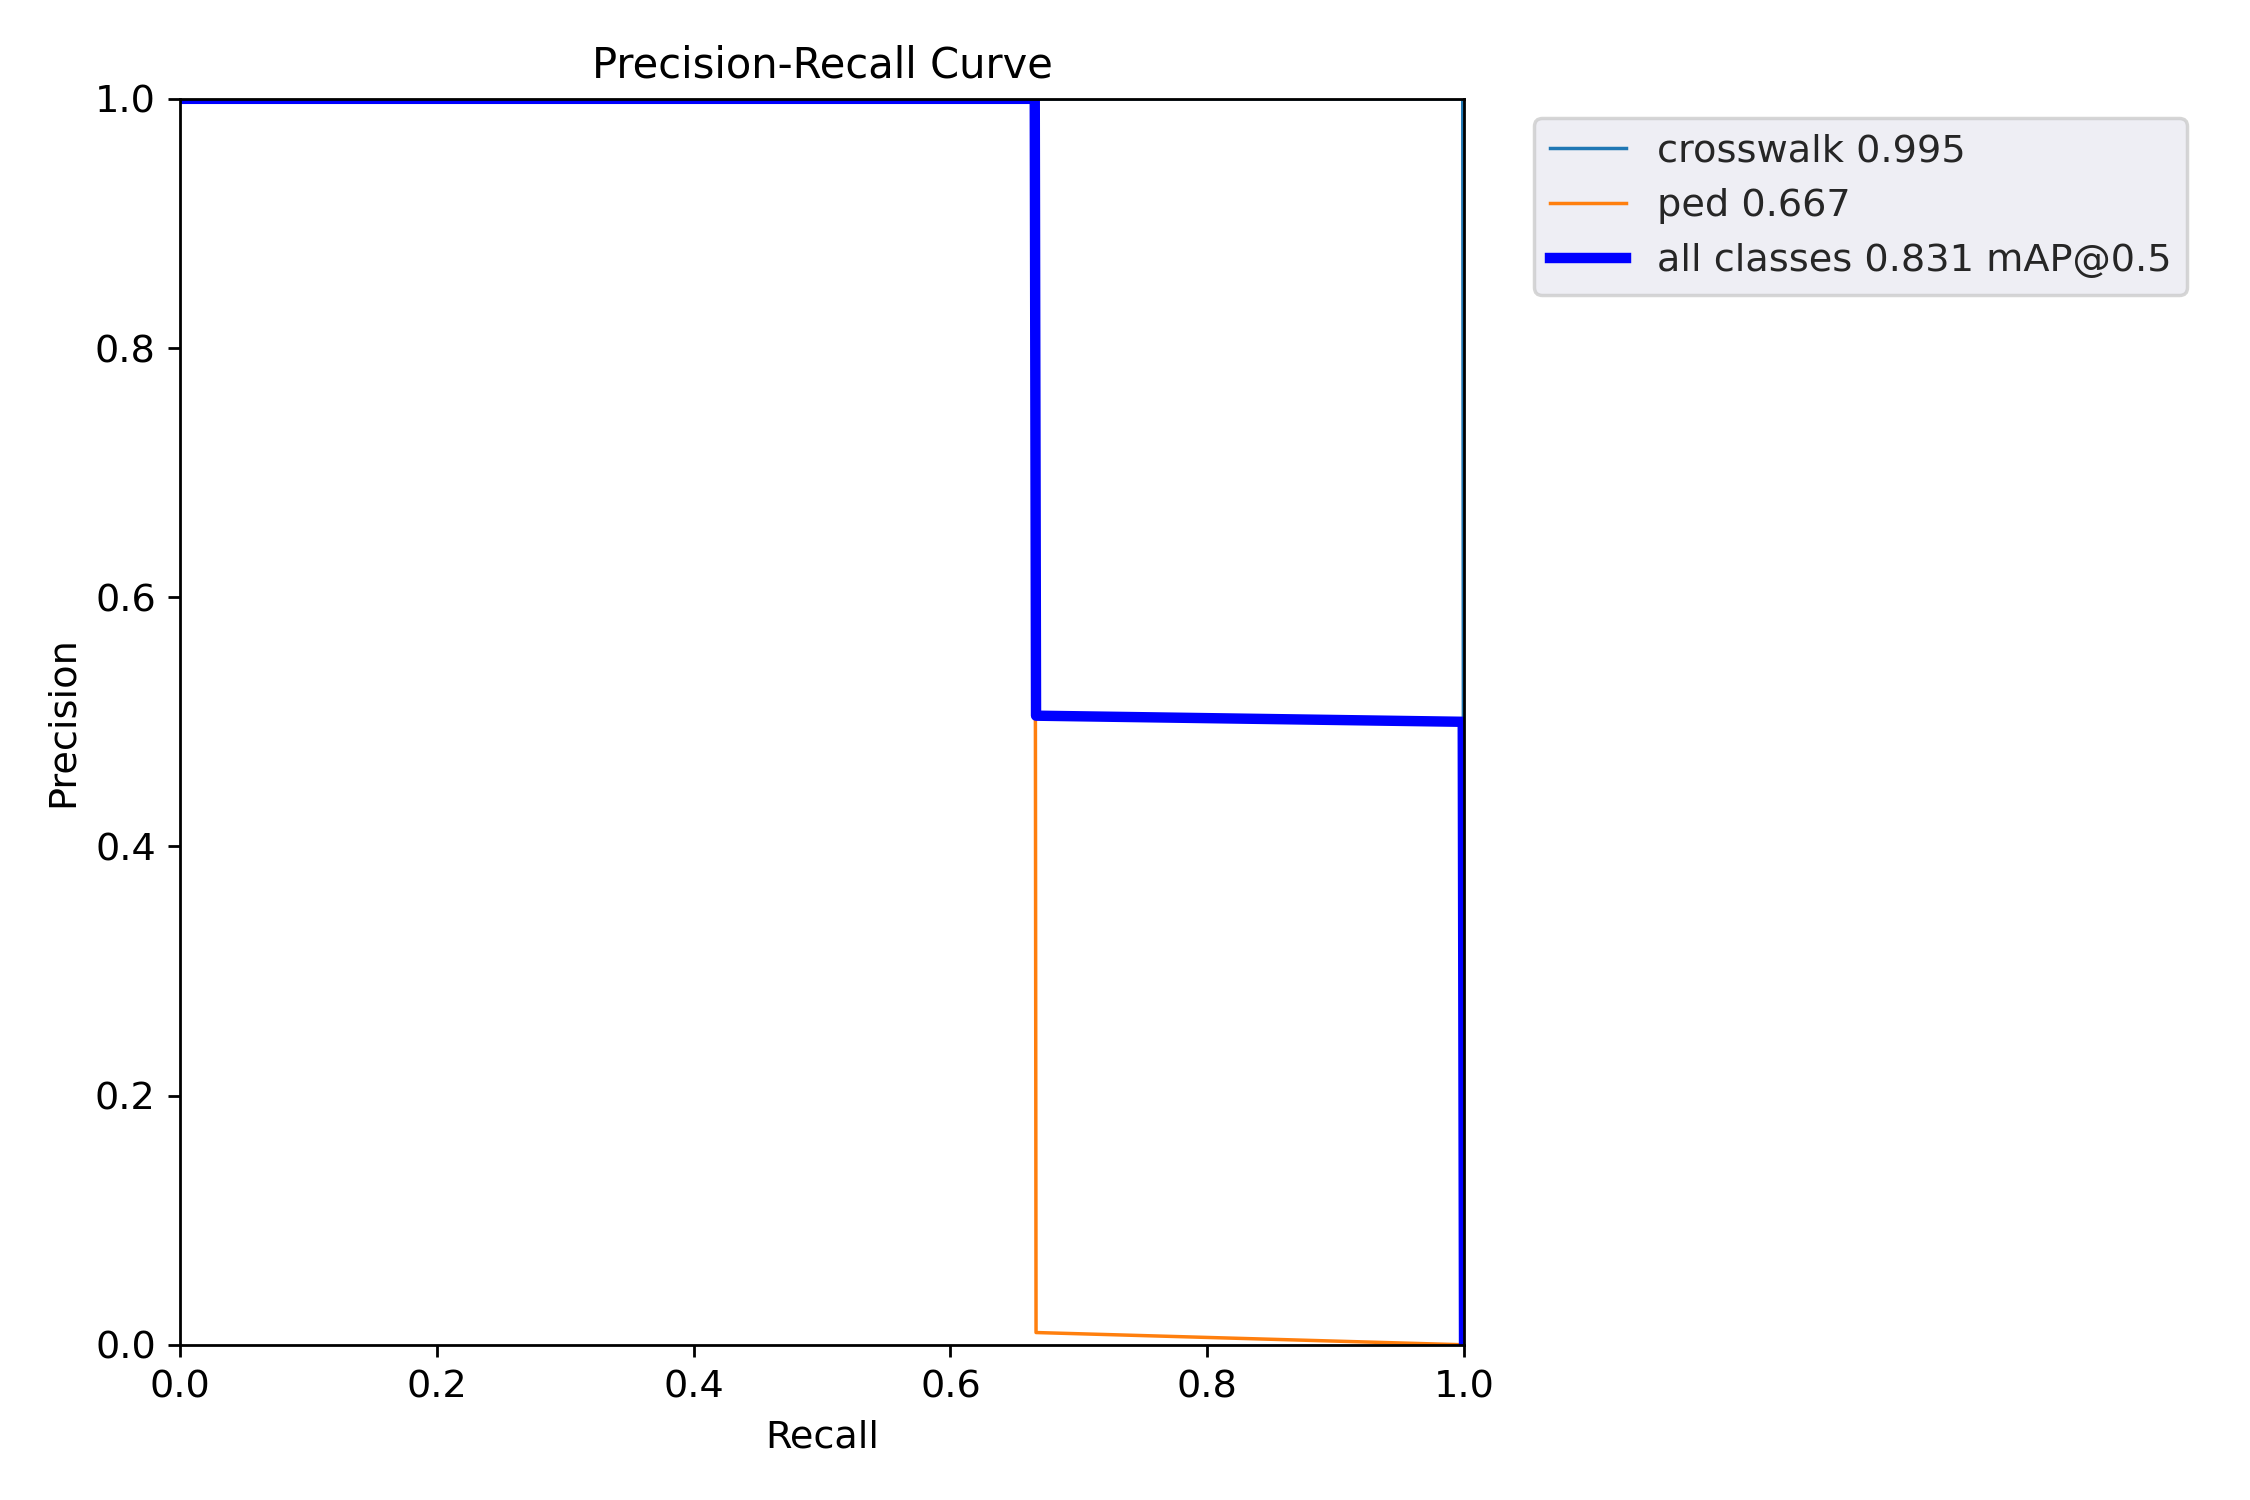 Precision-Recall Curve
1.0
0.8
0.6
0.4
0.2
0.0
Precision
0.0 0.2 0.4 0.6 0.8 1.0
Recall
crosswalk 0.995
ped 0.667
all classes 0.831 mAP@0.5